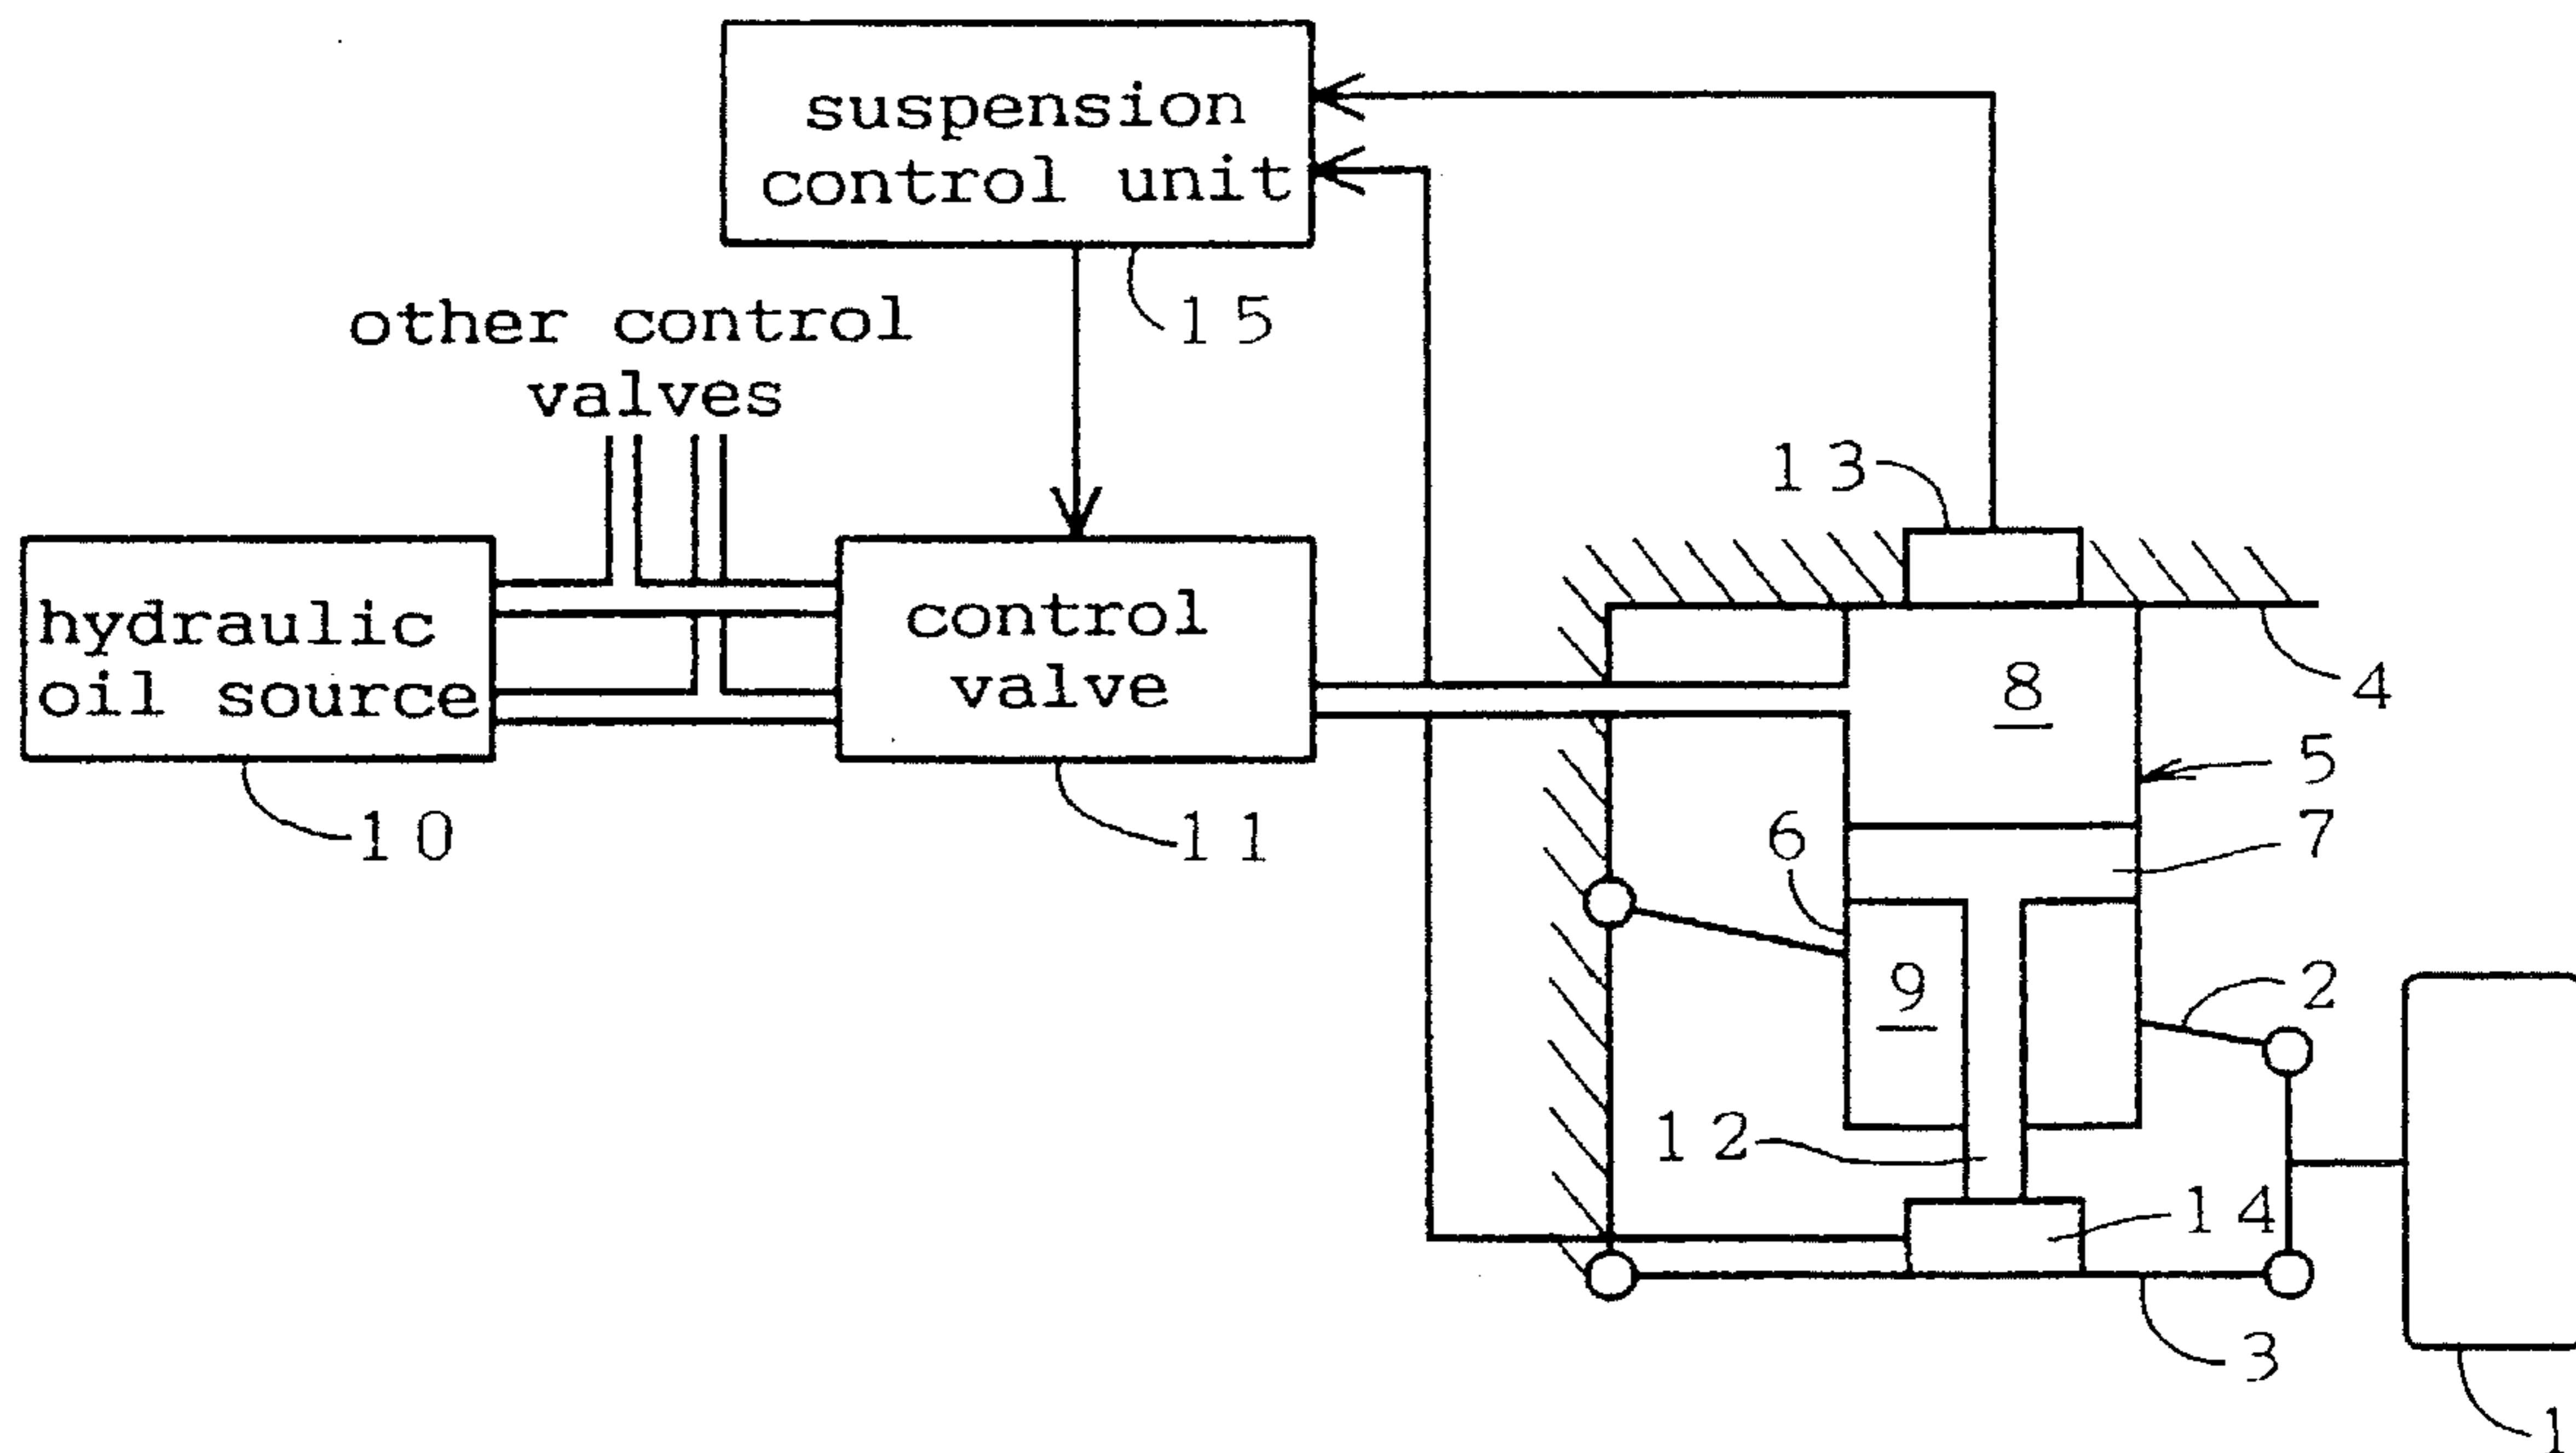 suspension
control unit
15
other control
valves
13
hydraulic
oil source
control
valve
8
4
5
10
11
6
7
9
2
12
14
3
1